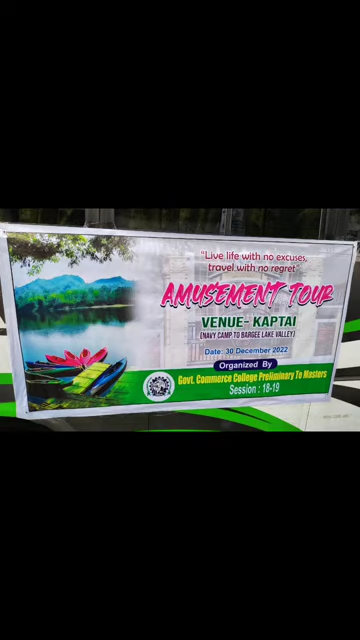 "Live life with no excuses,
travel with no regret"
AMUSEMENT TOUR
VENUE- KAPTAI
(NAVY CAMP TO BARGEE LAKE VALLEY)
Date: 30 December 2022
Organized By
Govt. Commerce College Preliminary To Masters
Session : 18-19